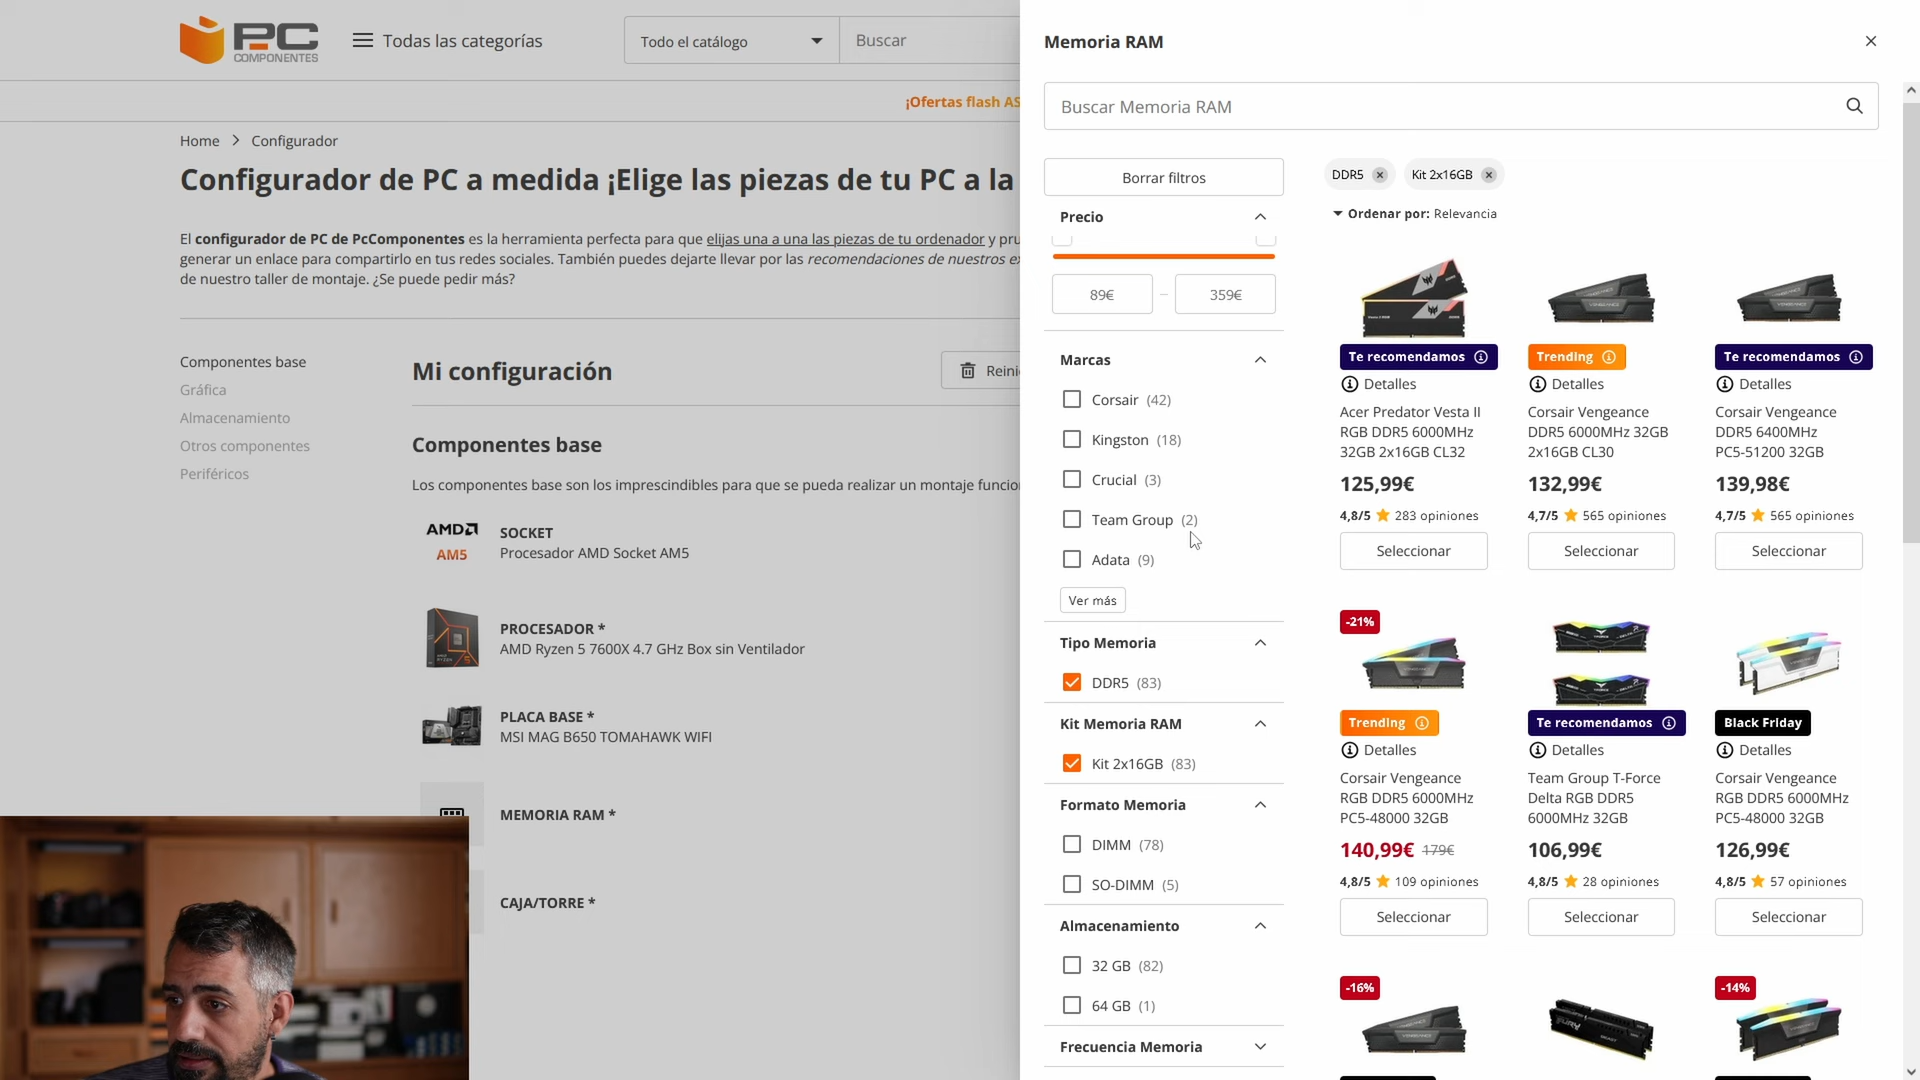 PC
COMPONENTES
Todas las categorías
Todo el catálogo
Buscar
¡Ofertas flash AS
Home > Configurador
Configurador de PC a medida ¡Elige las piezas de tu PC a la
El configurador de PC de PcComponentes es la herramienta perfecta para que elijas una a una las piezas de tu ordenador y pru
generar un enlace para compartirlo en tus redes sociales. También puedes dejarte llevar por las recomendaciones de nuestros ex
de nuestro taller de montaje. ¿Se puede pedir más?
Componentes base
Gráfica
Almacenamiento
Otros componentes
Periféricos
Mi configuración
Reini
Componentes base
Los componentes base son los imprescindibles para que se pueda realizar un montaje funcio
AMD
AM5
SOCKET
Procesador AMD Socket AM5
PROCESADOR *
AMD Ryzen 5 7600X 4.7 GHz Box sin Ventilador
PLACA BASE *
MSI MAG B650 TOMAHAWK WIFI
MEMORIA RAM *
CAJA/TORRE *
Memoria RAM
Buscar Memoria RAM
Borrar filtros
Precio
89€ – 359€
Marcas
Corsair (42)
Kingston (18)
Crucial (3)
Team Group (2)
Adata (9)
Ver más
Tipo Memoria
DDR5 (83)
Kit Memoria RAM
Kit 2x16GB (83)
Formato Memoria
DIMM (78)
SO-DIMM (5)
Almacenamiento
32 GB (82)
64 GB (1)
Frecuencia Memoria
DDR5
Kit 2x16GB
Ordenar por: Relevancia
Te recomendamos
Detalles
Acer Predator Vesta II
RGB DDR5 6000MHz
32GB 2x16GB CL32
125,99€
4,8/5 283 opiniones
Seleccionar
Trending
Detalles
Corsair Vengeance
DDR5 6000MHz 32GB
2x16GB CL30
132,99€
4,7/5 565 opiniones
Seleccionar
Te recomendamos
Detalles
Corsair Vengeance
DDR5 6400MHz
PC5-51200 32GB
139,98€
4,7/5 565 opiniones
Seleccionar
-21%
Trending
Detalles
Corsair Vengeance
RGB DDR5 6000MHz
PC5-48000 32GB
140,99€ 179€
4,8/5 109 opiniones
Seleccionar
Te recomendamos
Detalles
Team Group T-Force
Delta RGB DDR5
6000MHz 32GB
106,99€
4,8/5 28 opiniones
Seleccionar
Black Friday
Detalles
Corsair Vengeance
RGB DDR5 6000MHz
PC5-48000 32GB
126,99€
4,8/5 57 opiniones
Seleccionar
-16%
FURY
-14%